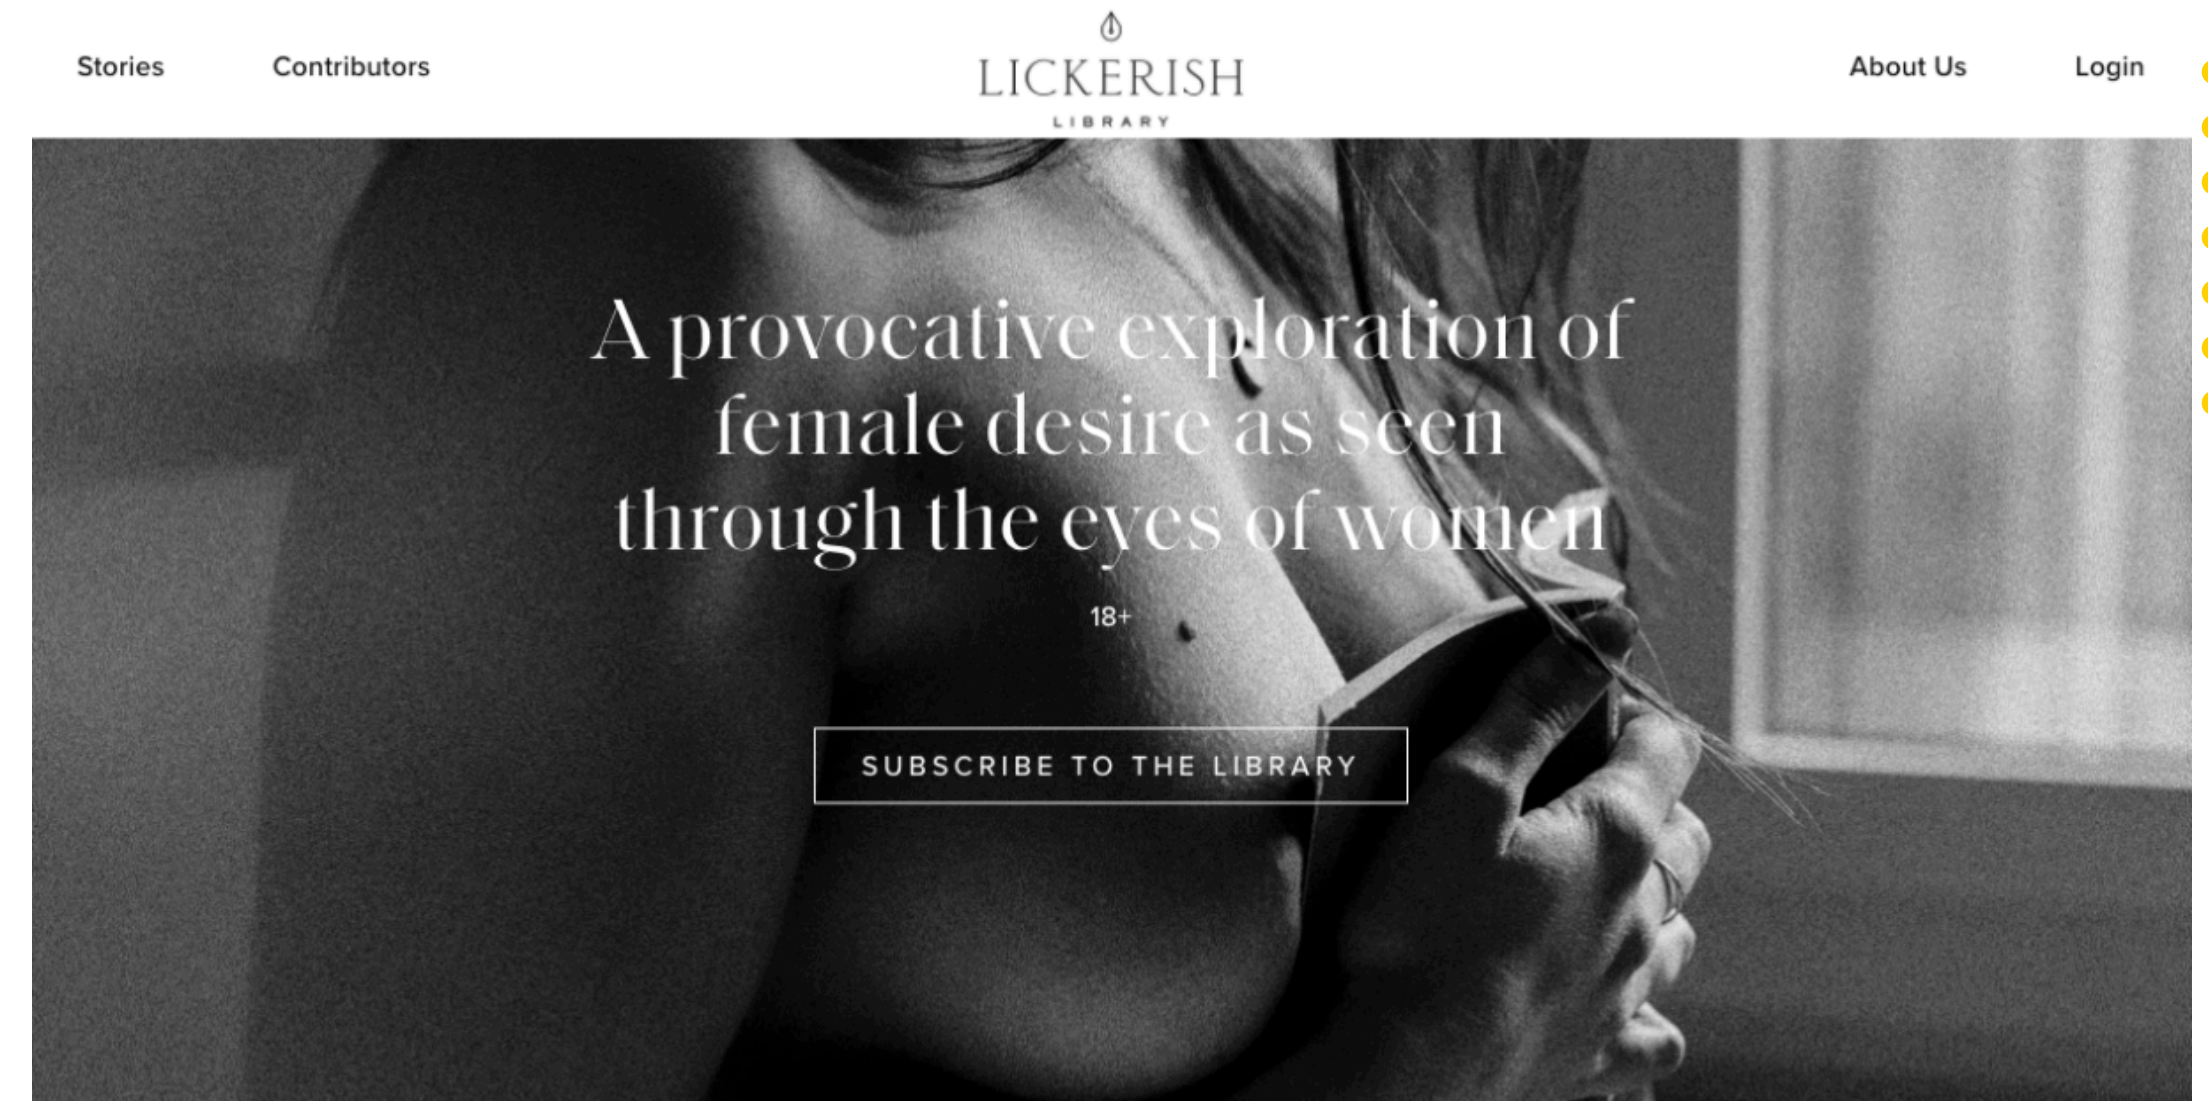 Stories
Contributors
LICKERISH
LIBRARY
About Us
Login
A provocative exploration of
female desire as seen
through the eyes of women
18+
SUBSCRIBE TO THE LIBRARY